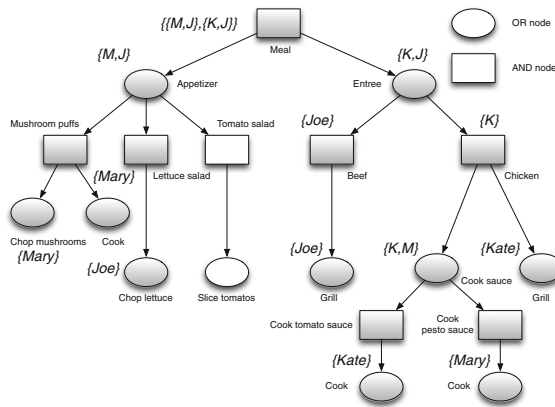 {{M,J},{K,J}}
Meal
OR node
{M,J}
{K,J}
Appetizer
Entree
AND node
Mushroom puffs
Tomato salad
{Joe}
{K}
{Mary}
Lettuce salad
Beef
Chicken
Chop mushrooms
Cook
{Mary}
{Joe}
{Joe}
{K,M}
{Kate}
Chop lettuce
Slice tomatos
Grill
Cook sauce
Grill
Cook tomato sauce
Cook
pesto sauce
{Kate}
{Mary}
Cook
Cook